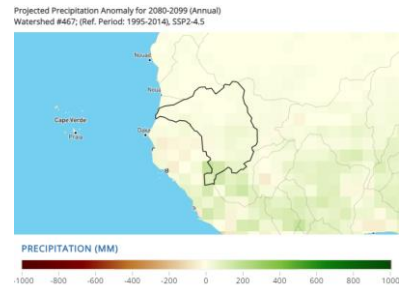 Projected Precipitation Anomaly for 2080-2099 (Annual)
Watershed #467; (Ref. Period: 1995-2014), SSP2-4.5
Nouad
Noua
Cape Verde
Praia
Daka
PRECIPITATION (MM)
-1000 -800 -600 -400 -200 0 200 400 600 800 1000